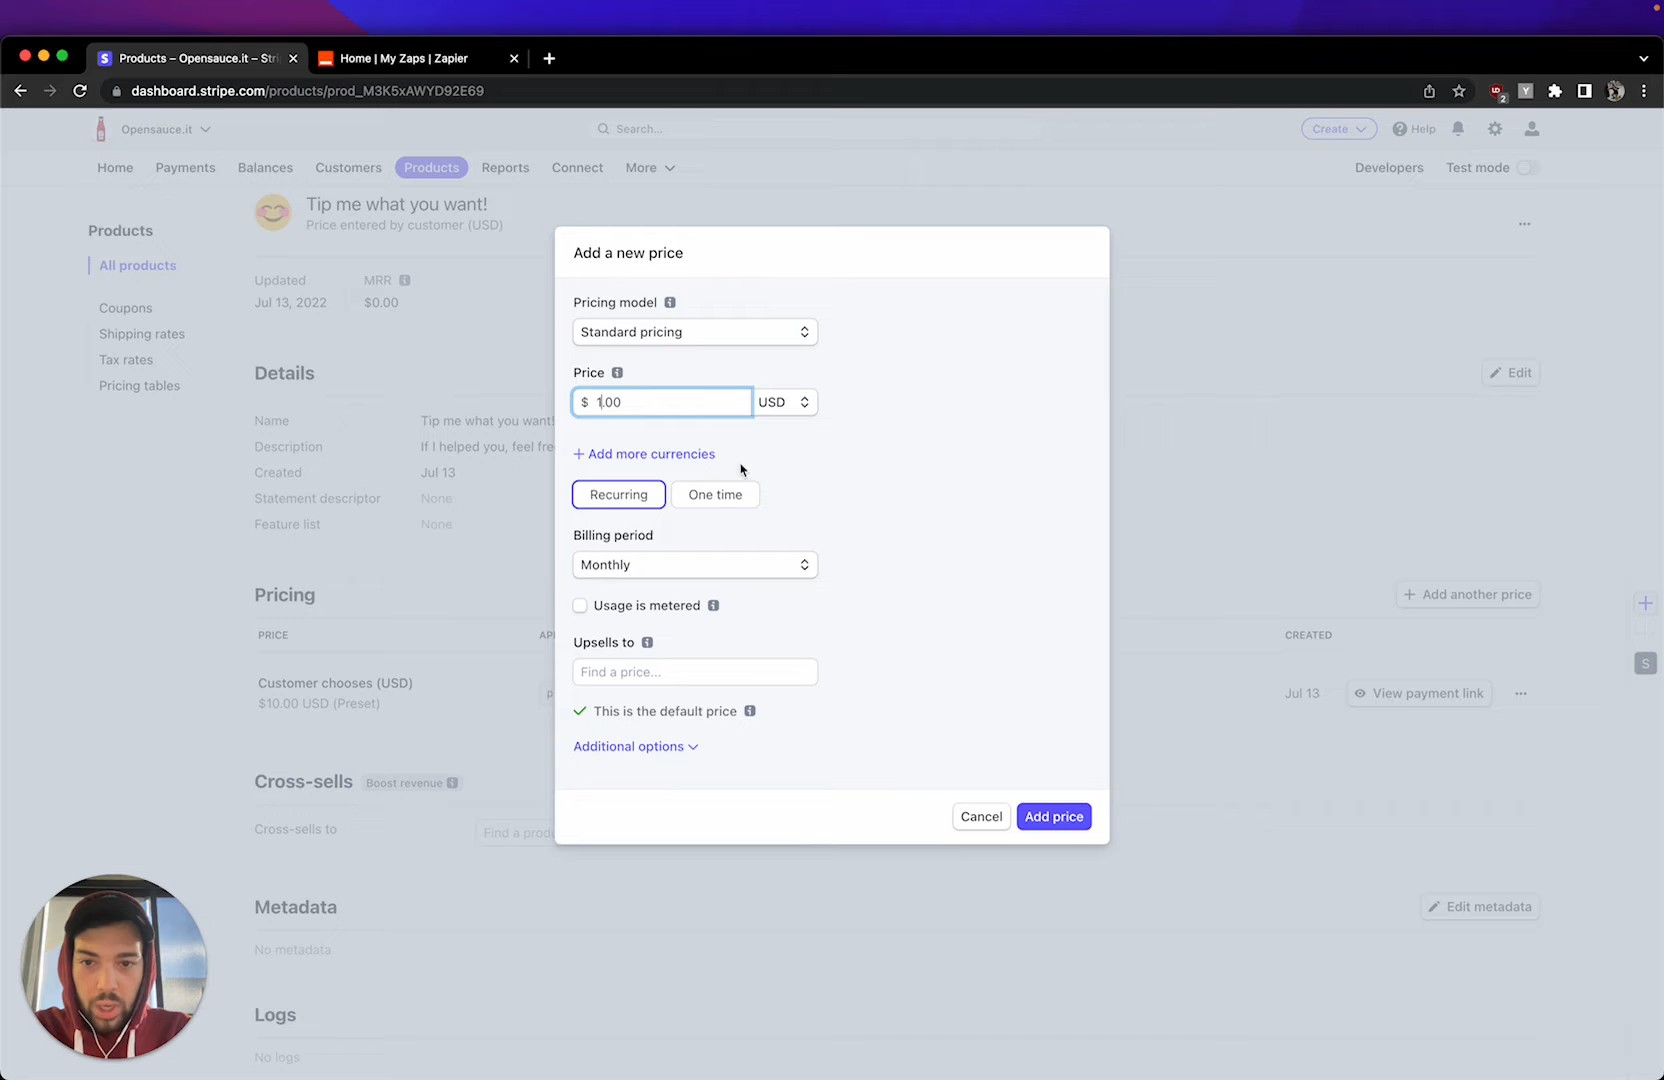 Products – Opensauce.it – Stri
Home | My Zaps | Zapier
dashboard.stripe.com/products/prod_M3K5xAWYD92E69
2
Y
Opensauce.it
Search...
Create
Help
Home
Payments
Balances
Customers
Products
Reports
Connect
More
Developers
Test mode
Products
All products
Coupons
Shipping rates
Tax rates
Pricing tables
Tip me what you want!
Price entered by customer (USD)
Updated
MRR
Jul 13, 2022
$0.00
Details
Edit
Name
Tip me what you want!
Description
If I helped you, feel fre
Created
Jul 13
Statement descriptor
None
Feature list
None
Pricing
Add another price
PRICE
AP
CREATED
Customer chooses (USD)
$10.00 USD (Preset)
p
Jul 13
View payment link
Cross-sells
Boost revenue
Cross-sells to
Find a prod
Metadata
Edit metadata
No metadata
Logs
No logs
S
Add a new price
Pricing model
Standard pricing
Price
$ 1.00
USD
+ Add more currencies
Recurring
One time
Billing period
Monthly
Usage is metered
Upsells to
Find a price...
This is the default price
Additional options
Cancel
Add price